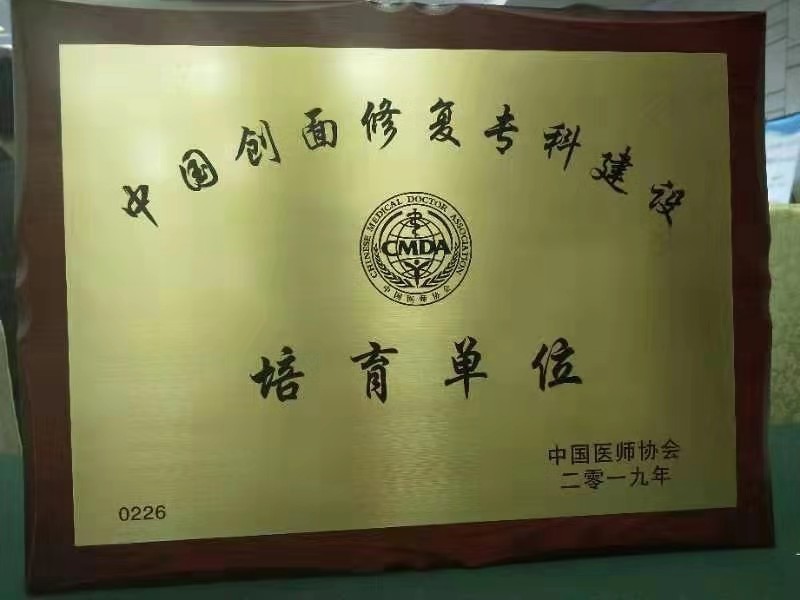 中国创面修复专科建设
CHINESE MEDICAL DOCTOR ASSOCIATION
CMDA
中国医师协会
培育单位
中国医师协会
二零一九年
0226